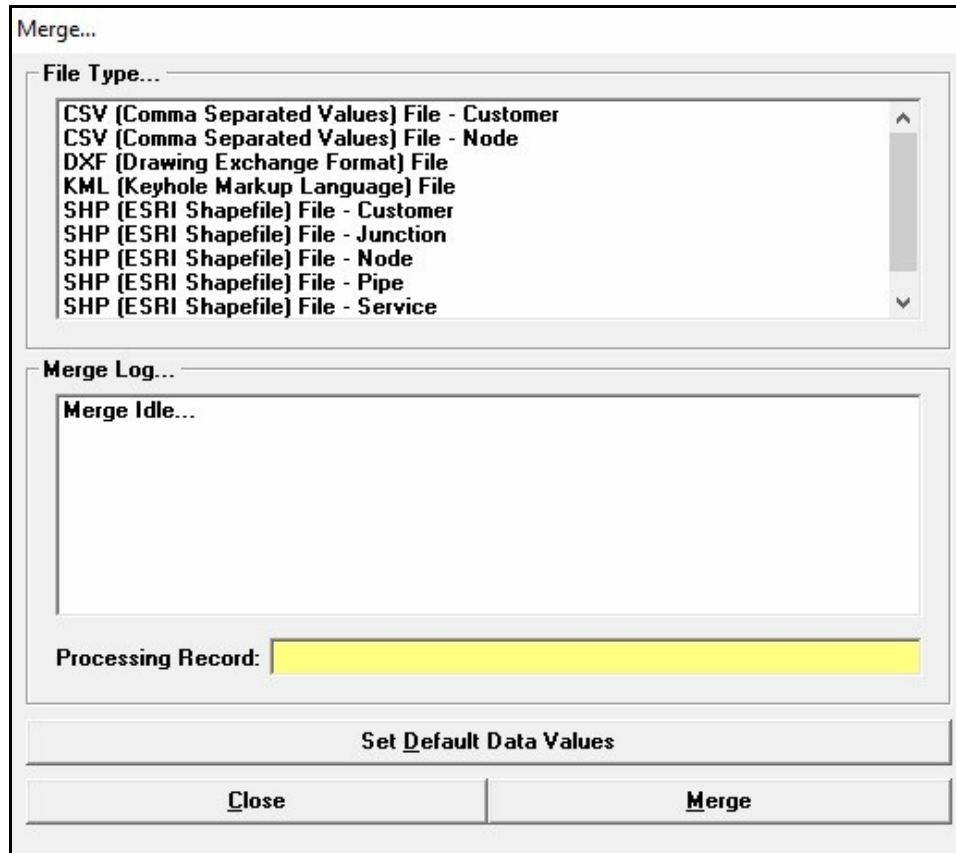 Merge...
File Type...
CSV (Comma Separated Values) File - Customer
CSV (Comma Separated Values) File - Node
DXF (Drawing Exchange Format) File
KML (Keyhole Markup Language) File
SHP (ESRI Shapefile) File - Customer
SHP (ESRI Shapefile) File - Junction
SHP (ESRI Shapefile) File - Node
SHP (ESRI Shapefile) File - Pipe
SHP (ESRI Shapefile) File - Service
Merge Log...
Merge Idle...
Processing Record:
Set Default Data Values
Close Merge